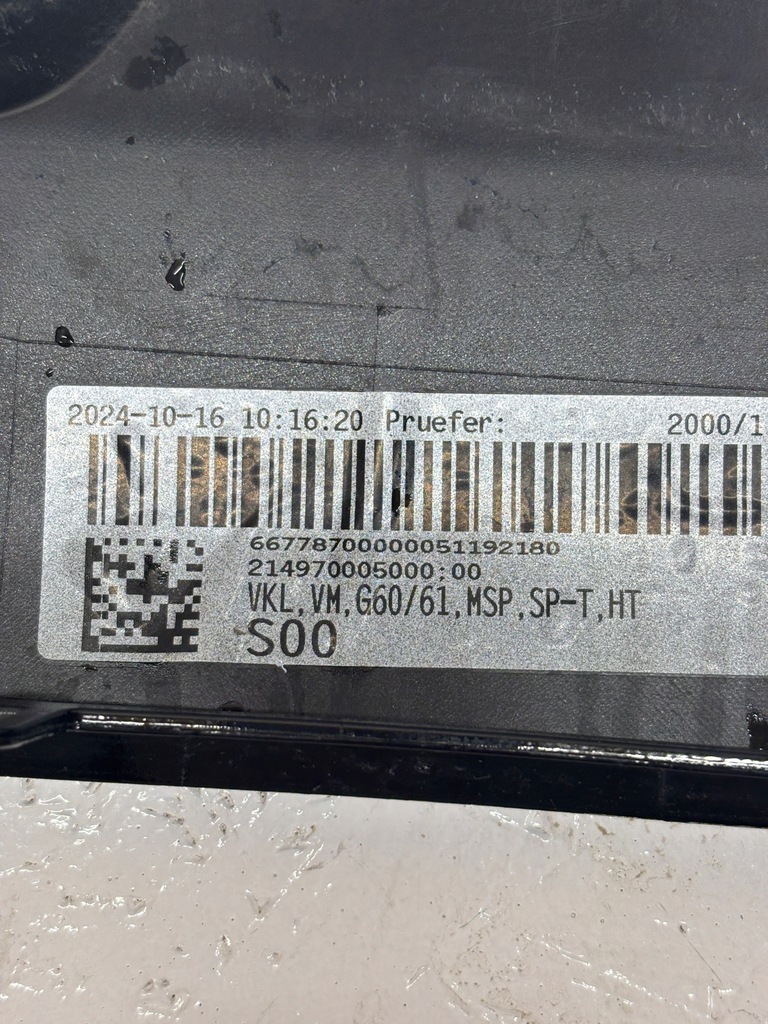 2024-10-16 10:16:20 Pruefer: 2000/1
66778700000051192180
214970005000:00
VKL,VM,G60/61,MSP,SP-T,HT
S00